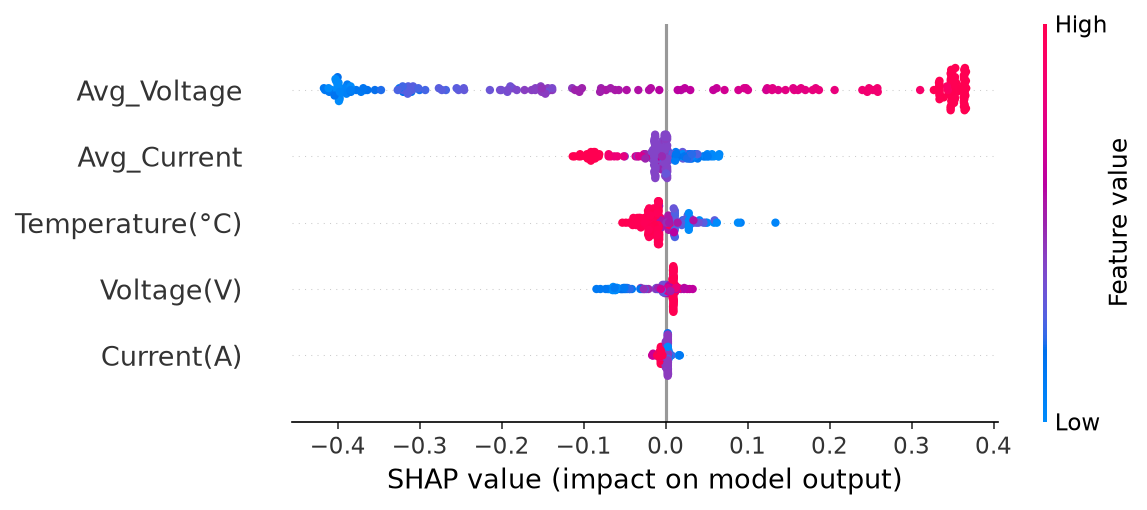 High
Avg_Voltage
Avg_Current
Temperature(°C)
Voltage(V)
Current(A)
Feature value
Low
−0.4 −0.3 −0.2 −0.1 0.0 0.1 0.2 0.3 0.4
SHAP value (impact on model output)